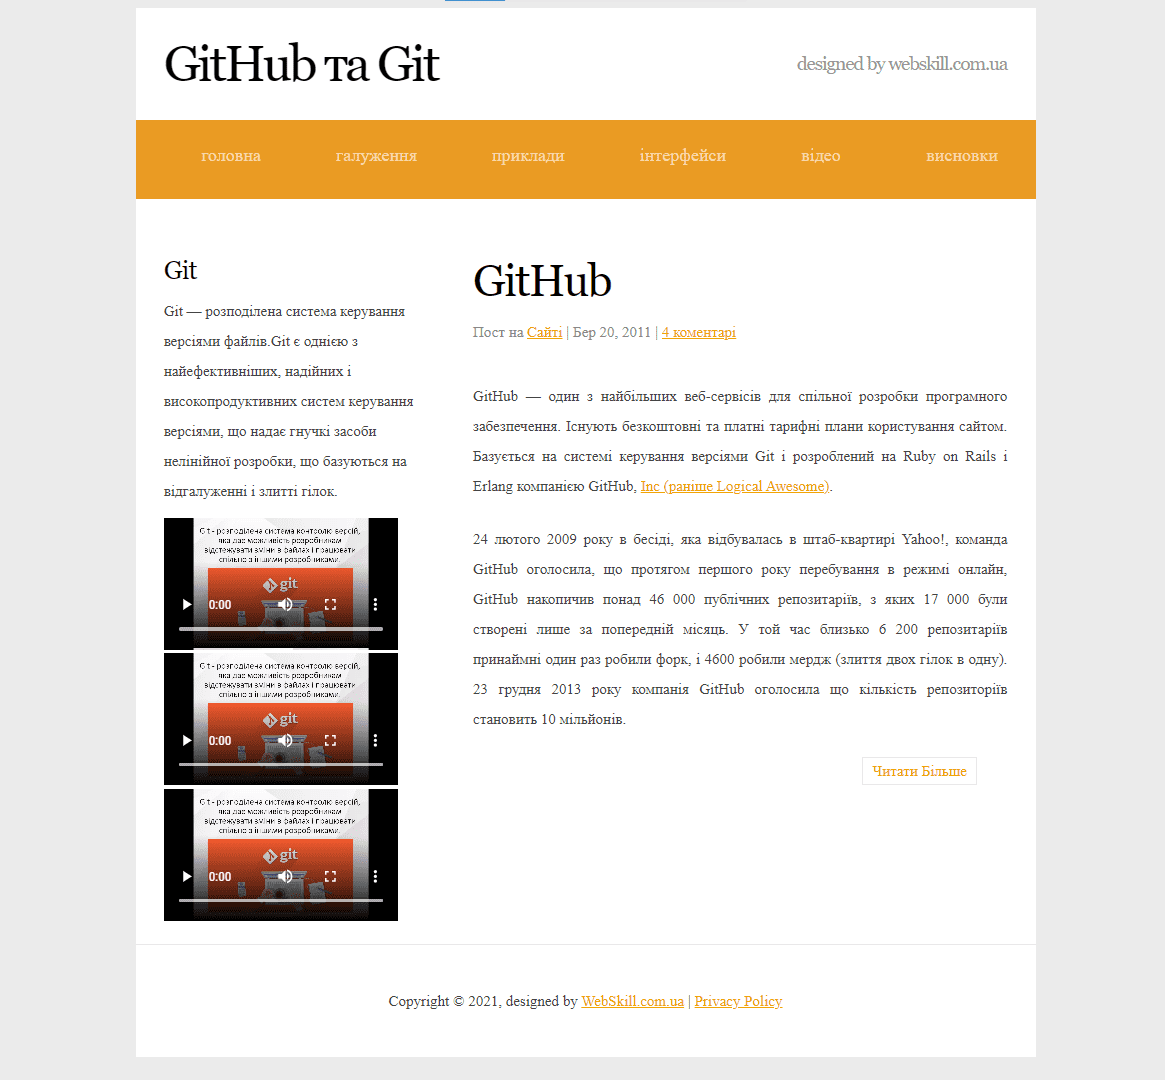 GitHub та Git
designed by webskill.com.ua
головна галуження приклади інтерфейси відео висновки
Git
Git — розподілена система керування
версіями файлів.Git є однією з
найефективніших, надійних і
високопродуктивних систем керування
версіями, що надає гнучкі засоби
нелінійної розробки, що базуються на
відгалуженні і злитті гілок.
Git - розподілена система контролю версій,
яка дає можливість розробникам
відстежувати зміни в файлах і працювати
спільно з іншими розробниками.
git
0:00
Git - розподілена система контролю версій,
яка дає можливість розробникам
відстежувати зміни в файлах і працювати
спільно з іншими розробниками.
git
0:00
Git - розподілена система контролю версій,
яка дає можливість розробникам
відстежувати зміни в файлах і працювати
спільно з іншими розробниками.
git
0:00
GitHub
Пост на Сайті | Бер 20, 2011 | 4 коментарі
GitHub — один з найбільших веб-сервісів для спільної розробки програмного
забезпечення. Існують безкоштовні та платні тарифні плани користування сайтом.
Базується на системі керування версіями Git і розроблений на Ruby on Rails і
Erlang компанією GitHub, Inc (раніше Logical Awesome).
24 лютого 2009 року в бесіді, яка відбувалась в штаб-квартирі Yahoo!, команда
GitHub оголосила, що протягом першого року перебування в режимі онлайн,
GitHub накопичив понад 46 000 публічних репозитаріїв, з яких 17 000 були
створені лише за попередній місяць. У той час близько 6 200 репозитаріїв
принаймні один раз робили форк, і 4600 робили мердж (злиття двох гілок в одну).
23 грудня 2013 року компанія GitHub оголосила що кількість репозиторіїв
становить 10 мільйонів.
Читати Більше
Copyright © 2021, designed by WebSkill.com.ua | Privacy Policy